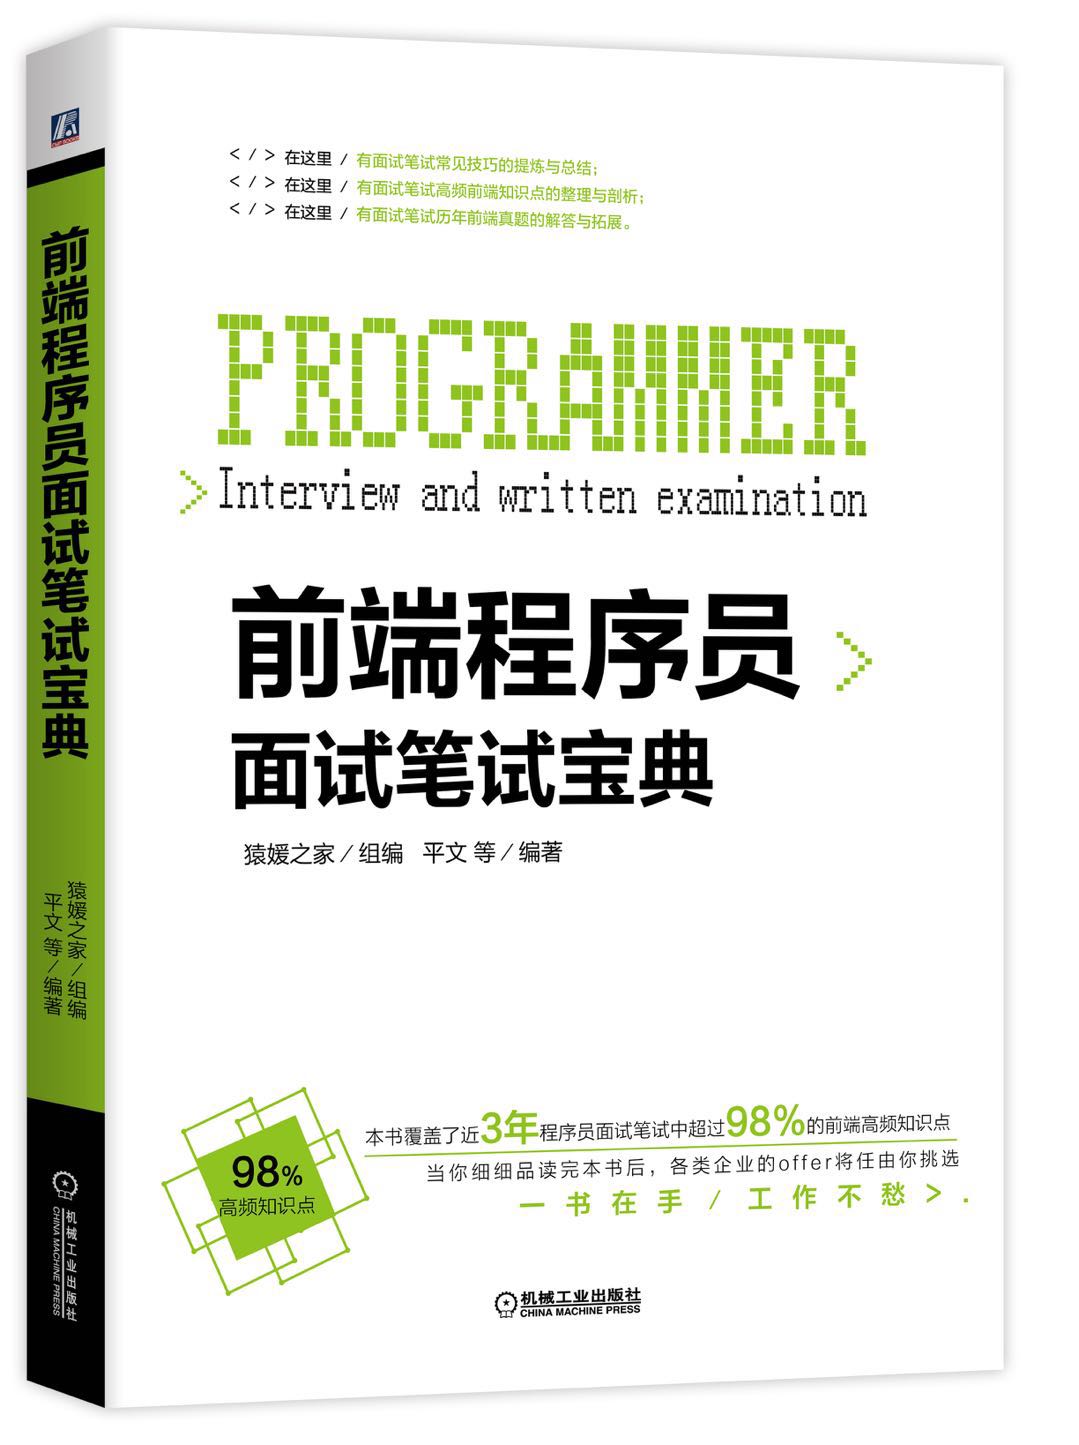 </> 在这里 / 有面试笔试常见技巧的提炼与总结；
</> 在这里 / 有面试笔试高频前端知识点的整理与剖析；
</> 在这里 / 有面试笔试历年前端真题的解答与拓展。
PROGRAMMER
> Interview and written examination
前端程序员 >
面试笔试宝典
猿媛之家/组编 平文 等/编著
本书覆盖了近3年程序员面试笔试中超过98%的前端高频知识点
当你细细品读完本书后，各类企业的offer将任由你挑选
一书在手 / 工作不愁 > .
98%
高频知识点
机械工业出版社
CHINA MACHINE PRESS
前端程序员面试笔试宝典
猿媛之家/组编
平文 等/编著
机械工业出版社
CHINA MACHINE PRESS